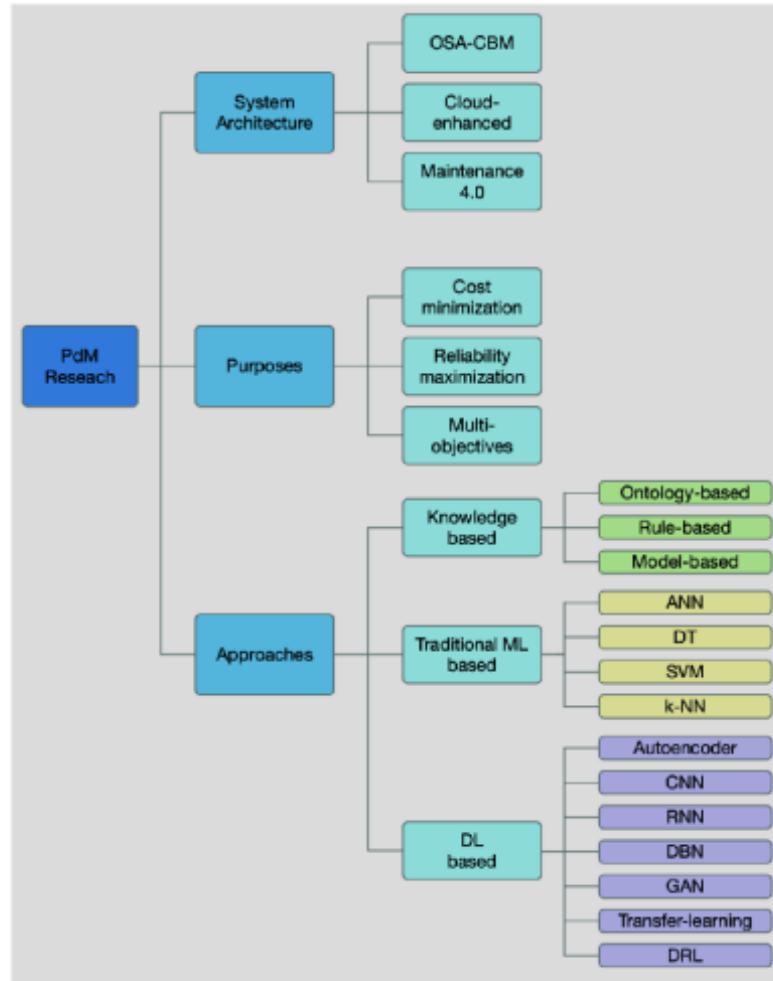 OSA-CBM
System
Architecture
Cloud-
enhanced
Maintenance
4.0
Cost
minimization
PdM
Reseach
Purposes
Reliability
maximization
Multi-
objectives
Knowledge
based
Ontology-based
Rule-based
Model-based
Approaches
Traditional ML
based
ANN
DT
SVM
k-NN
DL
based
Autoencoder
CNN
RNN
DBN
GAN
Transfer-learning
DRL